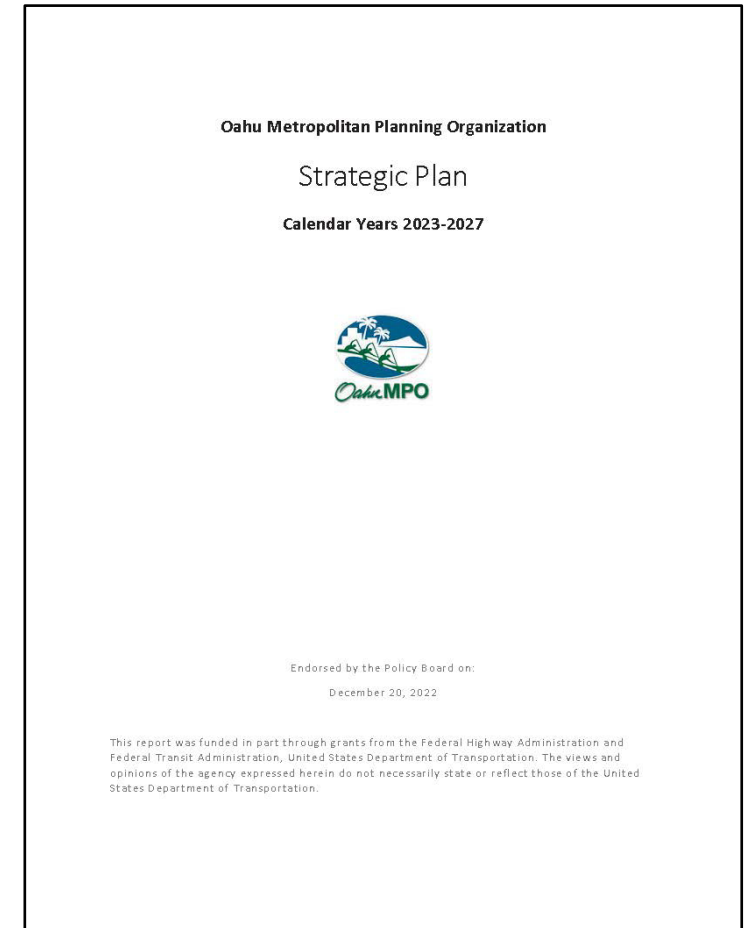 Oahu Metropolitan Planning Organization
Strategic Plan
Calendar Years 2023-2027
Oahu MPO
Endorsed by the Policy Board on:
December 20, 2022
This report was funded in part through grants from the Federal Highway Administration and
Federal Transit Administration, United States Department of Transportation. The views and
opinions of the agency expressed herein do not necessarily state or reflect those of the United
States Department of Transportation.